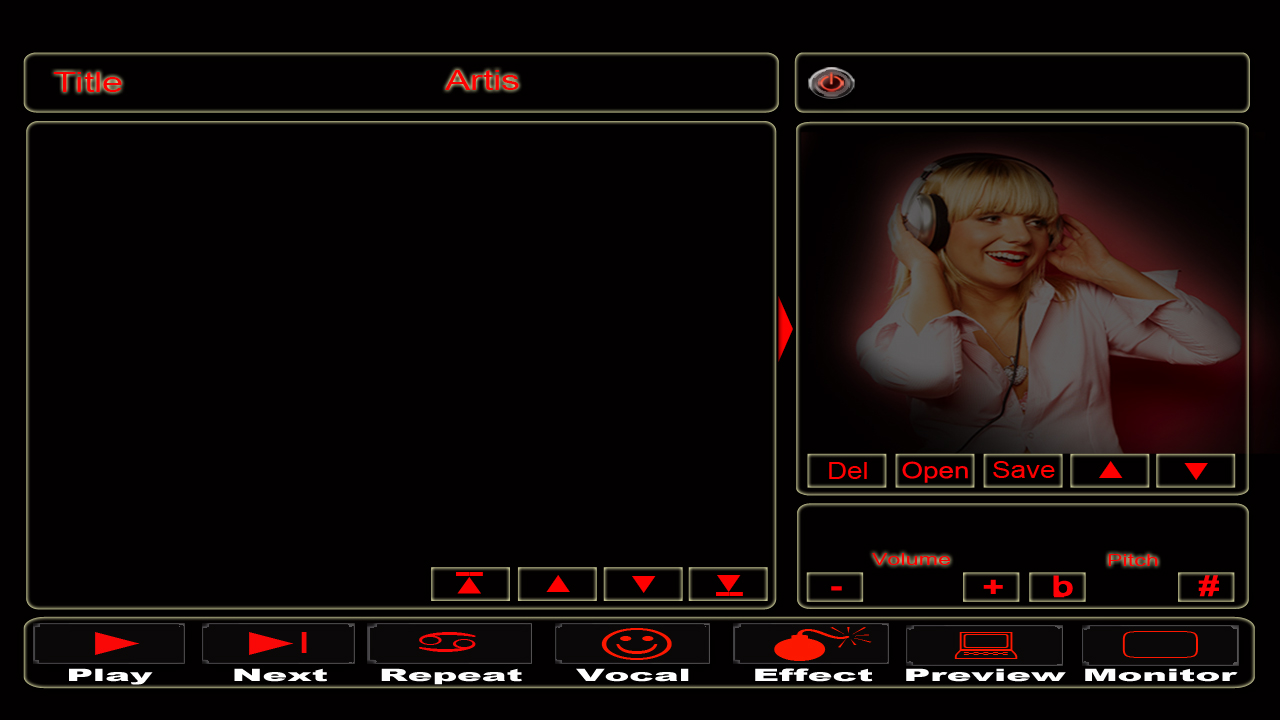 Title Artis
Del Open Save
Volume Pitch
- + b #
Play Next Repeat Vocal Effect Preview Monitor